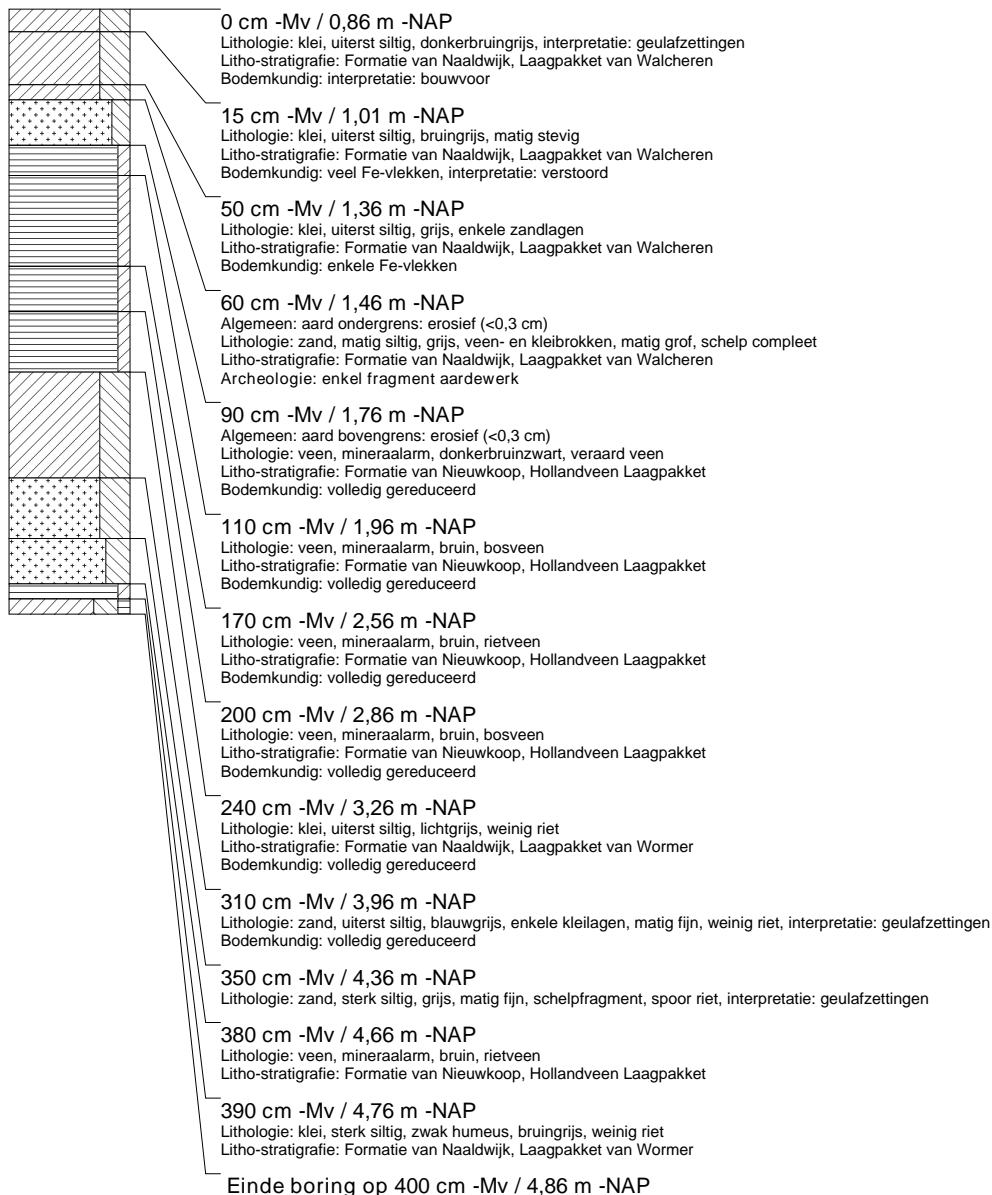 0 cm -Mv / 0,86 m -NAP
Lithologie: klei, uiterst siltig, donkerbruingrijs, interpretatie: geulafzettingen
Litho-stratigrafie: Formatie van Naaldwijk, Laagpakket van Walcheren
Bodemkundig: interpretatie: bouwvoor
15 cm -Mv / 1,01 m -NAP
Lithologie: klei, uiterst siltig, bruingrijs, matig stevig
Litho-stratigrafie: Formatie van Naaldwijk, Laagpakket van Walcheren
Bodemkundig: veel Fe-vlekken, interpretatie: verstoord
50 cm -Mv / 1,36 m -NAP
Lithologie: klei, uiterst siltig, grijs, enkele zandlagen
Litho-stratigrafie: Formatie van Naaldwijk, Laagpakket van Walcheren
Bodemkundig: enkele Fe-vlekken
60 cm -Mv / 1,46 m -NAP
Algemeen: aard ondergrens: erosief (<0,3 cm)
Lithologie: zand, matig siltig, grijs, veen- en kleibrokken, matig grof, schelp compleet
Litho-stratigrafie: Formatie van Naaldwijk, Laagpakket van Walcheren
Archeologie: enkel fragment aardewerk
90 cm -Mv / 1,76 m -NAP
Algemeen: aard bovengrens: erosief (<0,3 cm)
Lithologie: veen, mineraalarm, donkerbruinzwart, veraard veen
Litho-stratigrafie: Formatie van Nieuwkoop, Hollandveen Laagpakket
Bodemkundig: volledig gereduceerd
110 cm -Mv / 1,96 m -NAP
Lithologie: veen, mineraalarm, bruin, bosveen
Litho-stratigrafie: Formatie van Nieuwkoop, Hollandveen Laagpakket
Bodemkundig: volledig gereduceerd
170 cm -Mv / 2,56 m -NAP
Lithologie: veen, mineraalarm, bruin, rietveen
Litho-stratigrafie: Formatie van Nieuwkoop, Hollandveen Laagpakket
Bodemkundig: volledig gereduceerd
200 cm -Mv / 2,86 m -NAP
Lithologie: veen, mineraalarm, bruin, bosveen
Litho-stratigrafie: Formatie van Nieuwkoop, Hollandveen Laagpakket
Bodemkundig: volledig gereduceerd
240 cm -Mv / 3,26 m -NAP
Lithologie: klei, uiterst siltig, lichtgrijs, weinig riet
Litho-stratigrafie: Formatie van Naaldwijk, Laagpakket van Wormer
Bodemkundig: volledig gereduceerd
310 cm -Mv / 3,96 m -NAP
Lithologie: zand, uiterst siltig, blauwgrijs, enkele kleilagen, matig fijn, weinig riet, interpretatie: geulafzettingen
Bodemkundig: volledig gereduceerd
350 cm -Mv / 4,36 m -NAP
Lithologie: zand, sterk siltig, grijs, matig fijn, schelpfragment, spoor riet, interpretatie: geulafzettingen
380 cm -Mv / 4,66 m -NAP
Lithologie: veen, mineraalarm, bruin, rietveen
Litho-stratigrafie: Formatie van Nieuwkoop, Hollandveen Laagpakket
390 cm -Mv / 4,76 m -NAP
Lithologie: klei, sterk siltig, zwak humeus, bruingrijs, weinig riet
Litho-stratigrafie: Formatie van Naaldwijk, Laagpakket van Wormer
Einde boring op 400 cm -Mv / 4,86 m -NAP